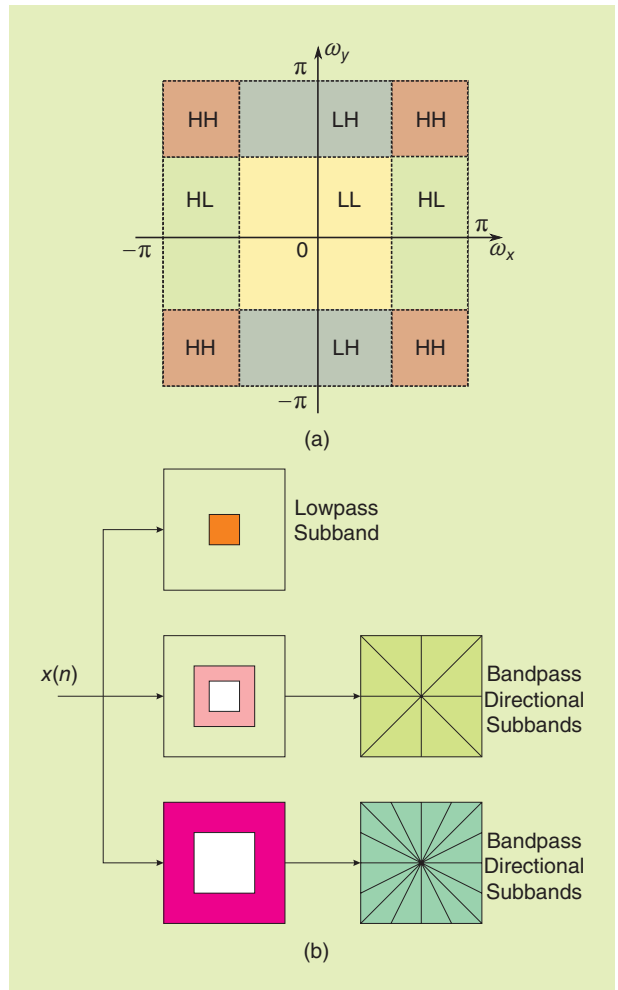 ωy
π
HH LH HH
HL LL HL
π
−π 0 ωx
HH LH HH
−π
(a)
Lowpass
Subband
x(n)
Bandpass
Directional
Subbands
Bandpass
Directional
Subbands
(b)